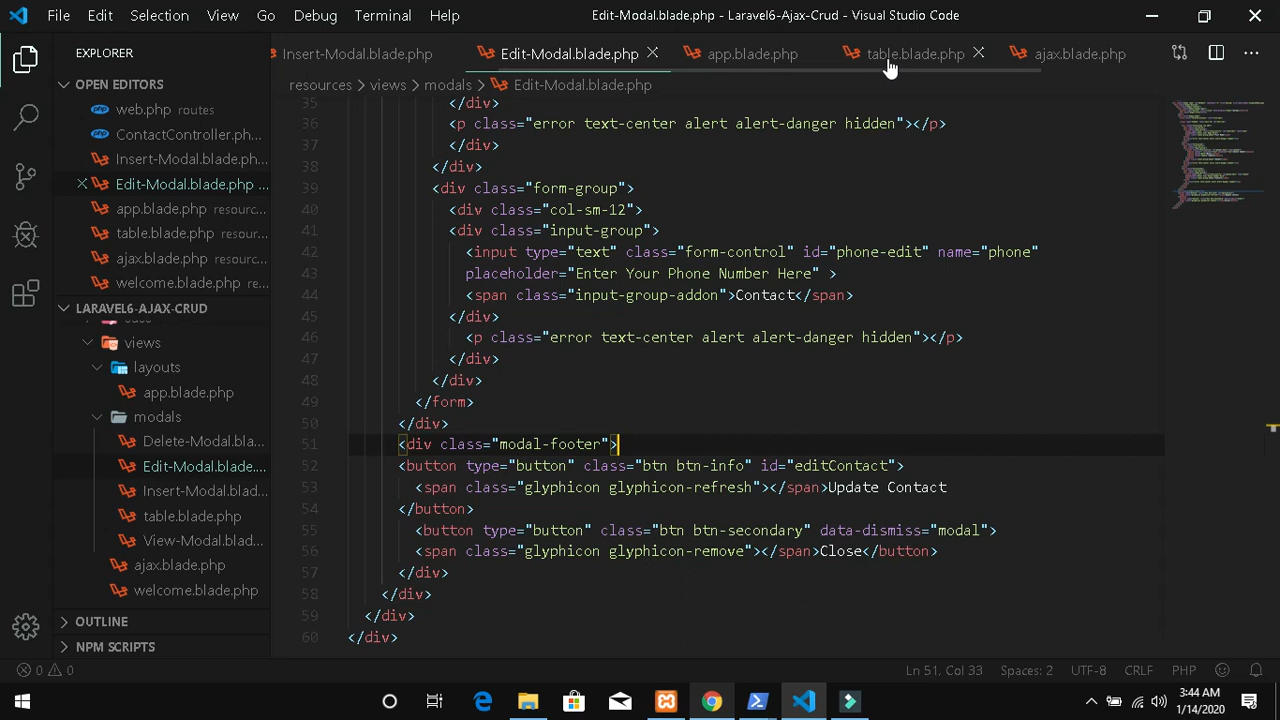 File Edit Selection View Go Debug Terminal Help Edit-Modal.blade.php - Laravel6-Ajax-Crud - Visual Studio Code
EXPLORER
Insert-Modal.blade.php Edit-Modal.blade.php app.blade.php table.blade.php ajax.blade.php
OPEN EDITORS
resources > views > modals > Edit-Modal.blade.php
web.php routes
ContactController.ph...
Insert-Modal.blade.php
Edit-Modal.blade.php ...
app.blade.php resour...
table.blade.php resour...
ajax.blade.php resour...
welcome.blade.php re...
LARAVEL6-AJAX-CRUD
views
layouts
app.blade.php
modals
Delete-Modal.bla...
Edit-Modal.blade....
Insert-Modal.blad...
table.blade.php
View-Modal.blad...
ajax.blade.php
welcome.blade.php
OUTLINE
NPM SCRIPTS
35 </div>
36 <p class="error text-center alert alert-danger hidden"></p>
37 </div>
38 </div>
39 <div class="form-group">
40 <div class="col-sm-12">
41 <div class="input-group">
42 <input type="text" class="form-control" id="phone-edit" name="phone"
43 placeholder="Enter Your Phone Number Here" >
44 <span class="input-group-addon">Contact</span>
45 </div>
46 <p class="error text-center alert alert-danger hidden"></p>
47 </div>
48 </div>
49 </form>
50 </div>
51 <div class="modal-footer">
52 <button type="button" class="btn btn-info" id="editContact">
53 <span class="glyphicon glyphicon-refresh"></span>Update Contact
54 </button>
55 <button type="button" class="btn btn-secondary" data-dismiss="modal">
56 <span class="glyphicon glyphicon-remove"></span>Close</button>
57 </div>
58 </div>
59 </div>
60 </div>
0 0 Ln 51, Col 33 Spaces: 2 UTF-8 CRLF PHP
3:44 AM
1/14/2020